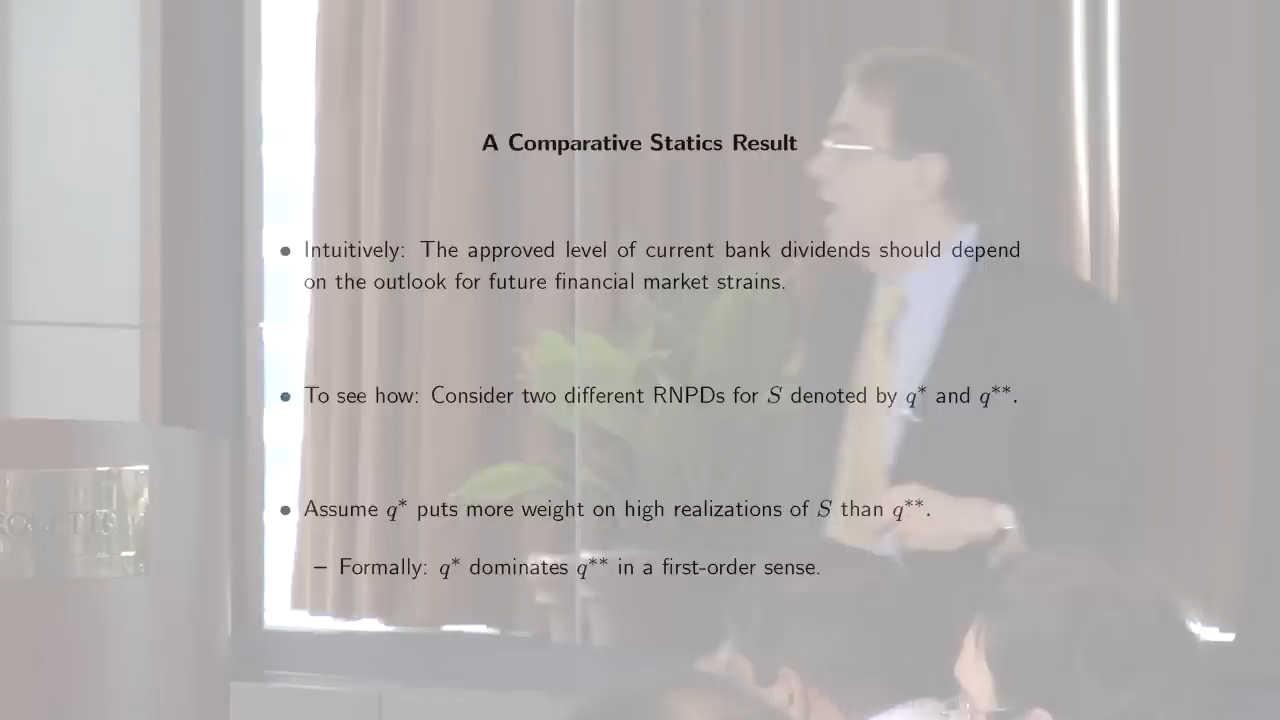 A Comparative Statics Result
• Intuitively: The approved level of current bank dividends should depend
on the outlook for future financial market strains.
• To see how: Consider two different RNPDs for S denoted by q* and q**.
• Assume q* puts more weight on high realizations of S than q**.
– Formally: q* dominates q** in a first-order sense.